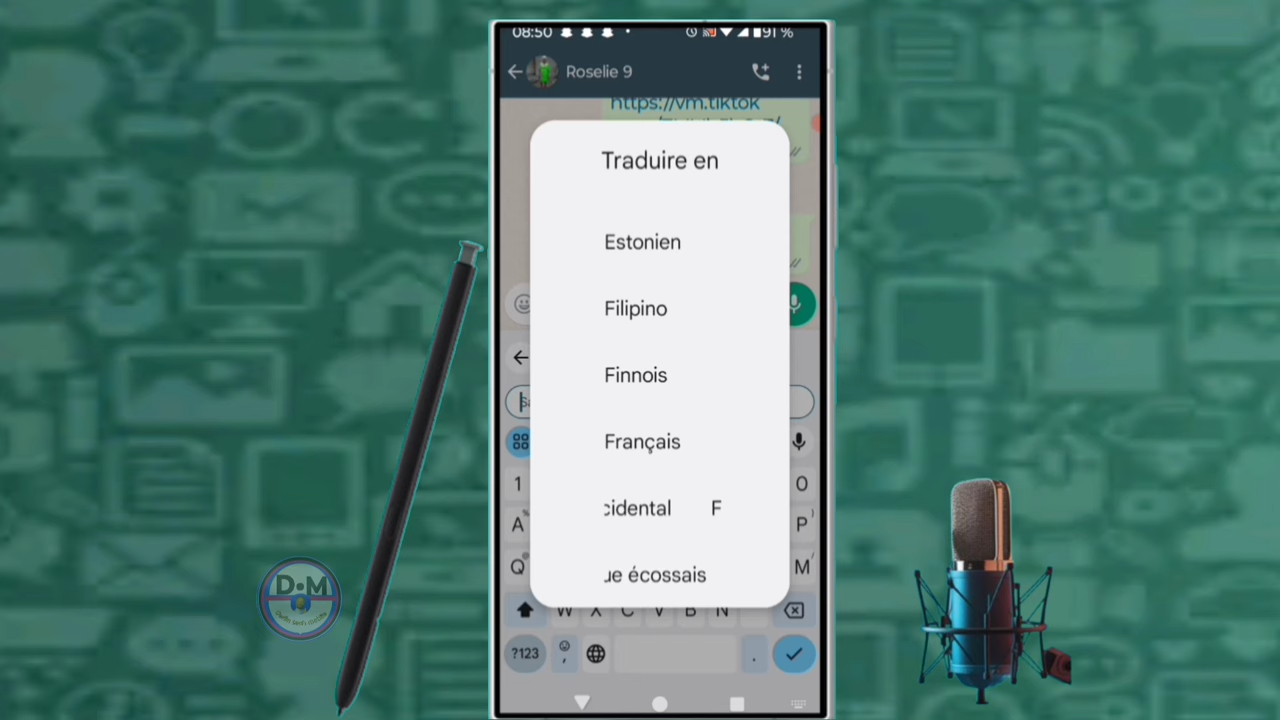 08:50
91 %
Roselie 9
https://vm.tiktok
Traduire en
Estonien
Filipino
Finnois
Français
cidental F
ue écossais
1 O
A % P )
Q @ M /
W X C V B N
?123 , .
D•M